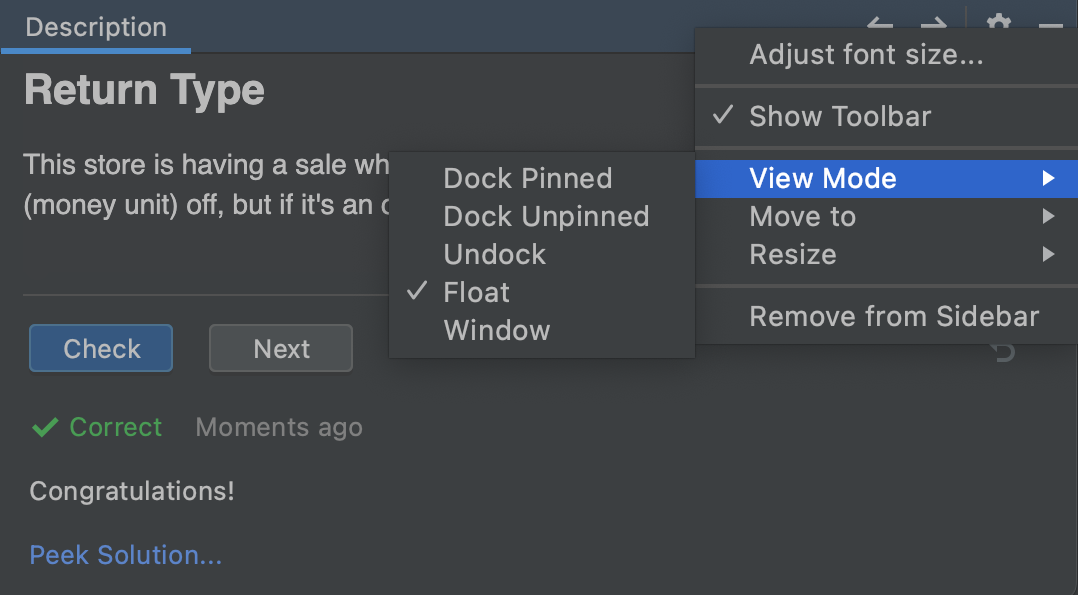 Description
Return Type
This store is having a sale wh
(money unit) off, but if it's an
Check
Next
Correct
Moments ago
Congratulations!
Peek Solution...
Adjust font size...
Show Toolbar
View Mode
Move to
Resize
Remove from Sidebar
Dock Pinned
Dock Unpinned
Undock
Float
Window